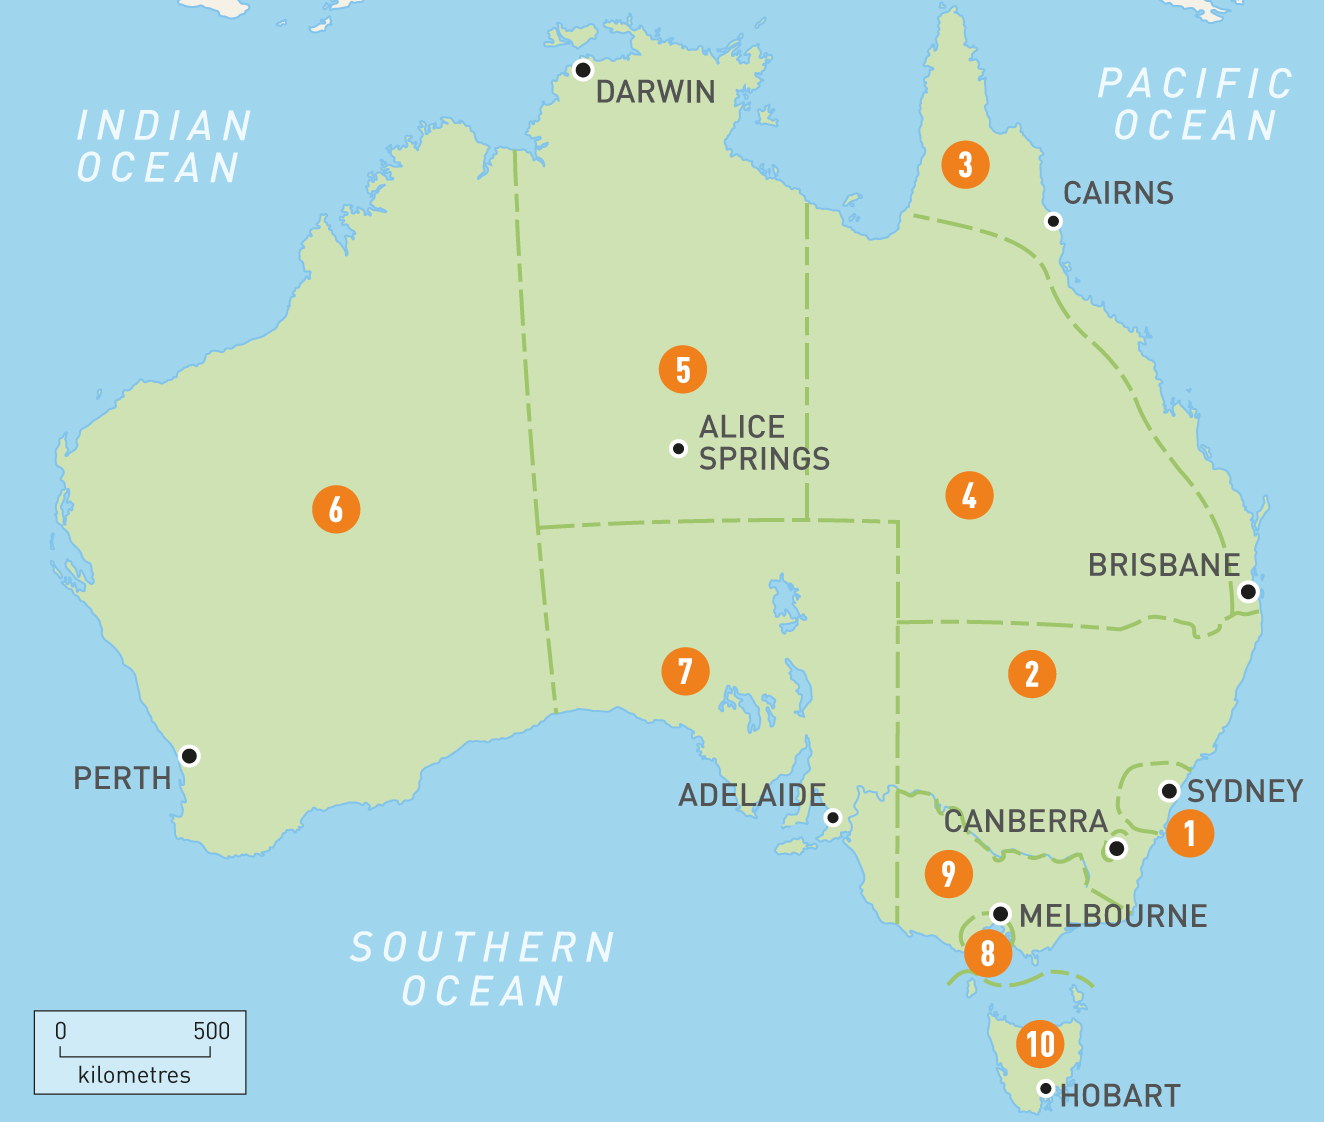 DARWIN
PACIFIC
OCEAN
INDIAN
OCEAN
3
CAIRNS
5
ALICE
SPRINGS
6
4
BRISBANE
7
2
PERTH
ADELAIDE
SYDNEY
CANBERRA
1
9
MELBOURNE
SOUTHERN
OCEAN
8
0 500
kilometres
10
HOBART